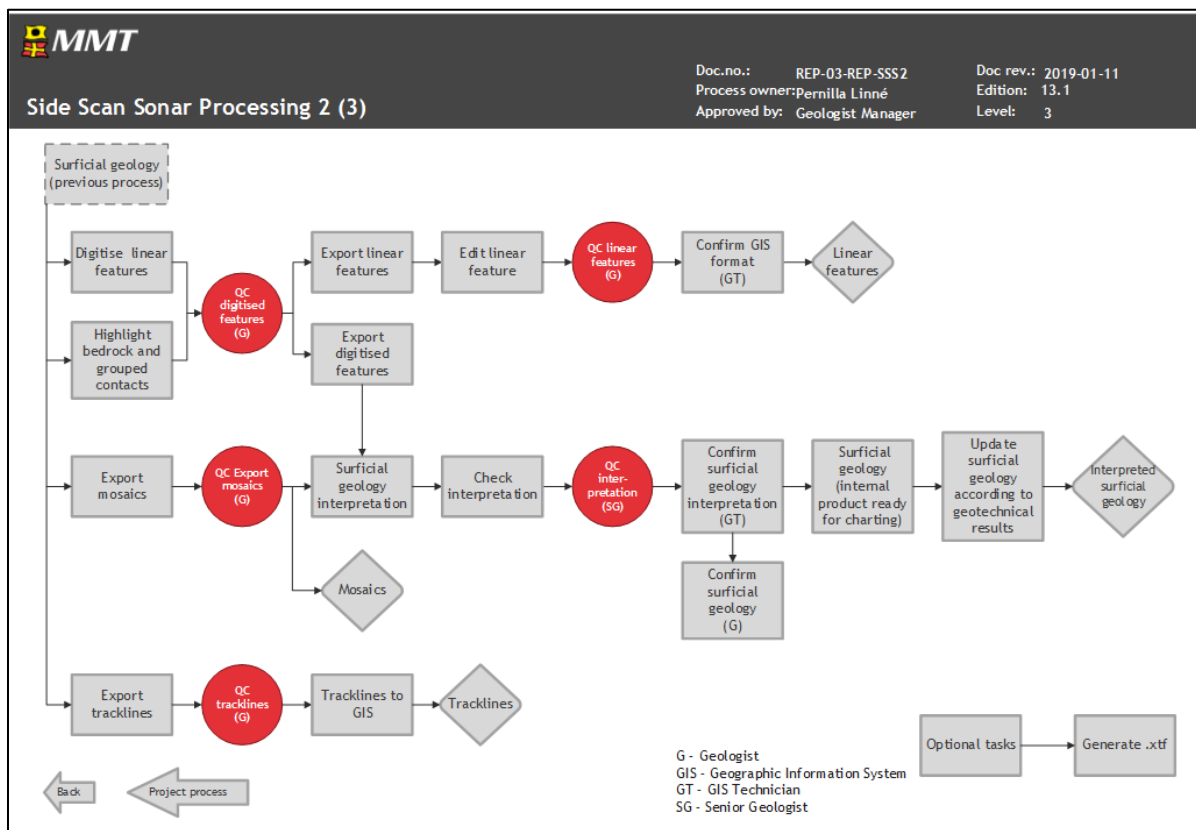 MMT
Side Scan Sonar Processing 2 (3)
Doc.no.: REP-03-REP-SSS2
Process owner:Pernilla Linné
Approved by: Geologist Manager
Doc rev.: 2019-01-11
Edition: 13.1
Level: 3
Surficial geology
(previous process)
Digitise linear
features
Highlight
bedrock and
grouped
contacts
QC
digitised
features
(G)
Export linear
features
Edit linear
feature
QC linear
features
(G)
Confirm GIS
format
(GT)
Linear
features
Export
digitised
features
Export
mosaics
QC Export
mosaics
(G)
Surficial
geology
interpretation
Check
interpretation
QC
inter-
pretation
(SG)
Confirm
surficial
geology
interpretation
(GT)
Surficial
geology
(internal
product ready
for charting)
Update
surficial
geology
according to
geotechnical
results
Interpreted
surficial
geology
Mosaics
Confirm
surficial
geology
(G)
Export
tracklines
QC
tracklines
(G)
Tracklines to
GIS
Tracklines
Optional tasks
Generate .xtf
G - Geologist
GIS - Geographic Information System
GT - GIS Technician
SG - Senior Geologist
Back
Project process